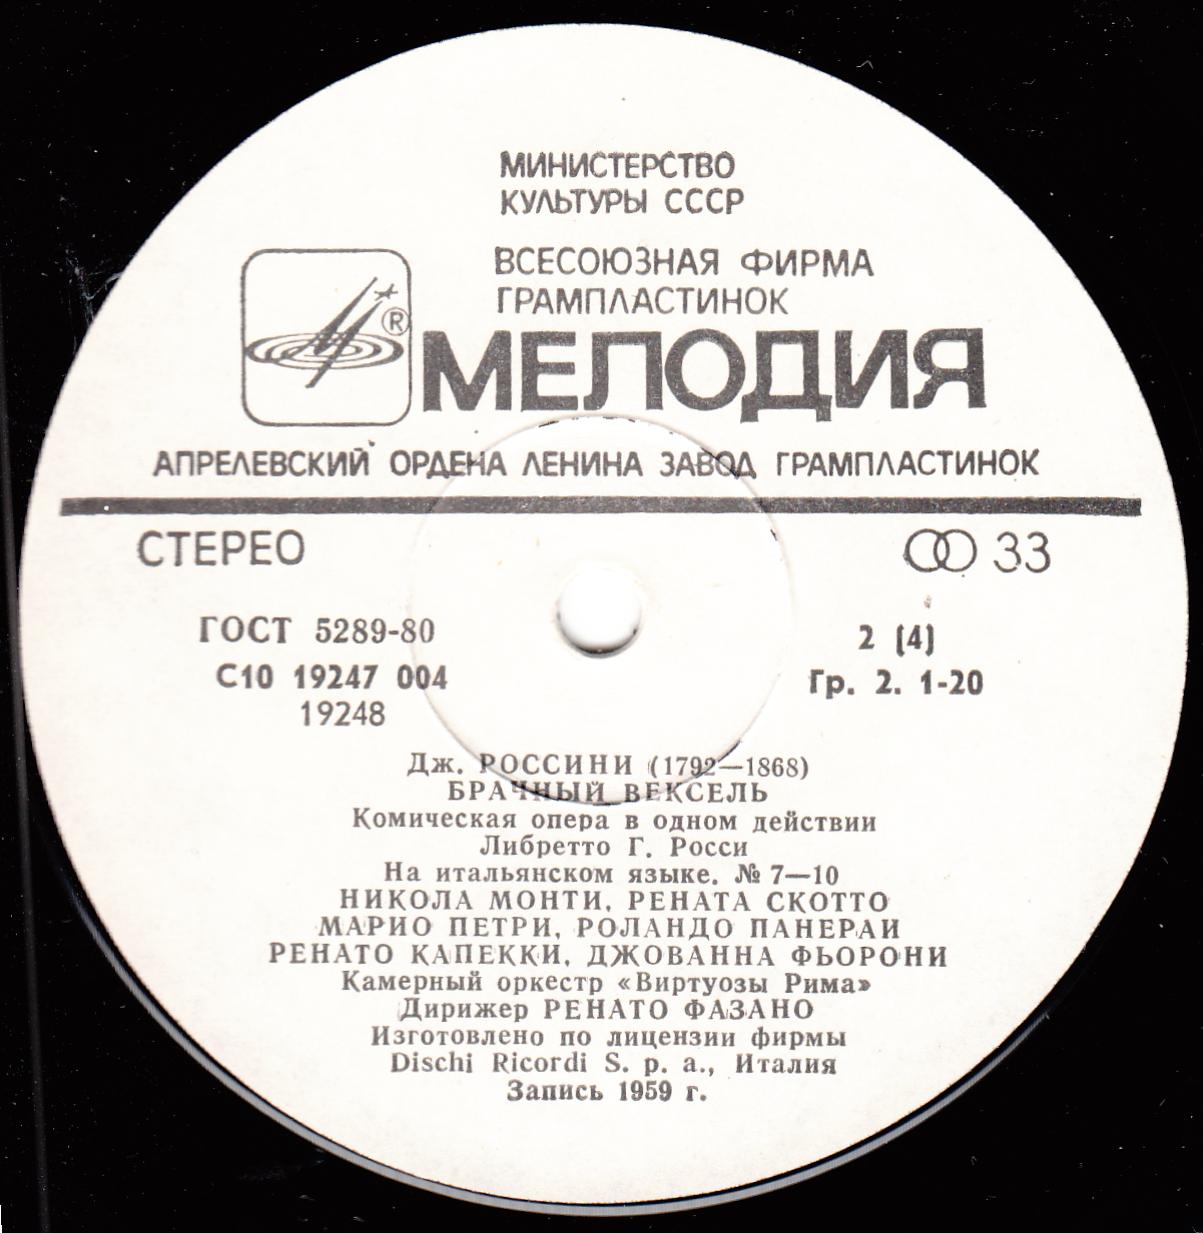 МИНИСТЕРСТВО
КУЛЬТУРЫ СССР
ВСЕСОЮЗНАЯ ФИРМА
ГРАМПЛАСТИНОК
®
МЕЛОДИЯ
АПРЕЛЕВСКИЙ ОРДЕНА ЛЕНИНА ЗАВОД ГРАМПЛАСТИНОК
СТЕРЕО
33
ГОСТ 5289-80
2 (4)
С10 19247 004
Гр. 2. 1-20
19248
Дж. РОССИНИ (1792—1868)
БРАЧНЫЙ ВЕКСЕЛЬ
Комическая опера в одном действии
Либретто Г. Росси
На итальянском языке. № 7—10
НИКОЛА МОНТИ, РЕНАТА СКОТТО
МАРИО ПЕТРИ, РОЛАНДО ПАНЕРАИ
РЕНАТО КАПЕККИ, ДЖОВАННА ФЬОРОНИ
Камерный оркестр «Виртуозы Рима»
Дирижер РЕНАТО ФАЗАНО
Изготовлено по лицензии фирмы
Dischi Ricordi S. p. a., Италия
Запись 1959 г.